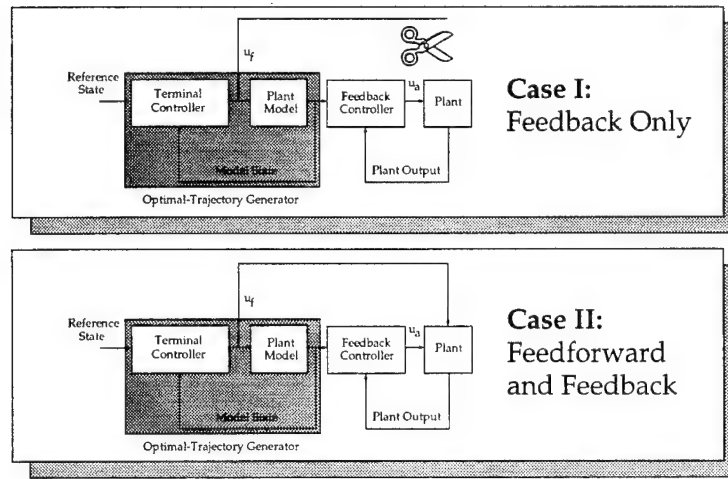 u_f
Reference
State
Terminal
Controller
Plant
Model
Feedback
Controller
u_a
Plant
Model State
Plant Output
Optimal-Trajectory Generator
Case I:
Feedback Only
u_f
Reference
State
Terminal
Controller
Plant
Model
Feedback
Controller
u_a
Plant
Model State
Plant Output
Optimal-Trajectory Generator
Case II:
Feedforward
and Feedback